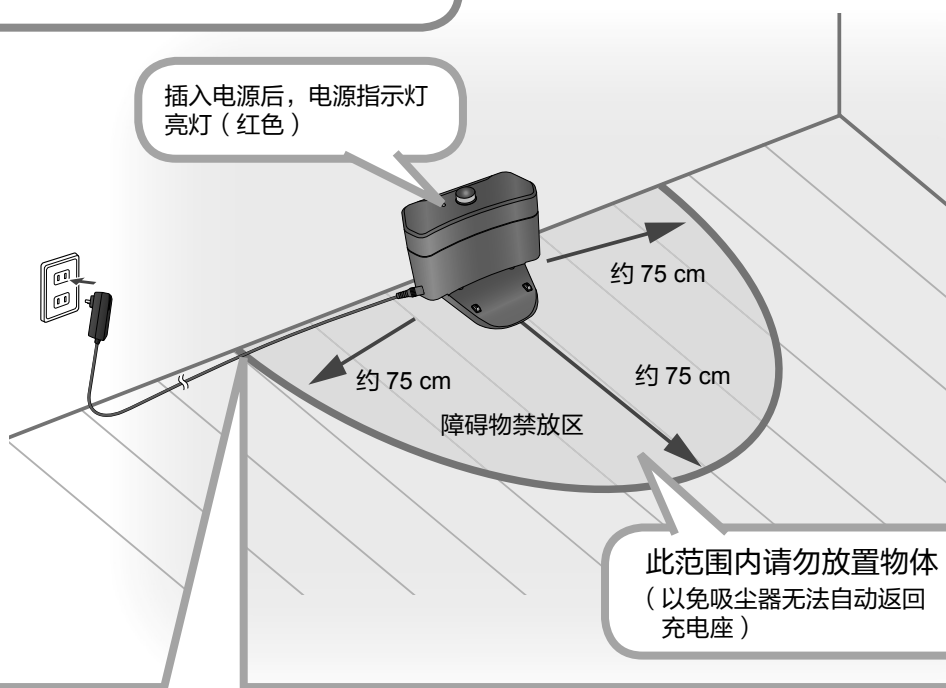 插入电源后，电源指示灯
亮灯（红色）
约 75 cm
约 75 cm
约 75 cm
障碍物禁放区
此范围内请勿放置物体
（以免吸尘器无法自动返回
充电座）